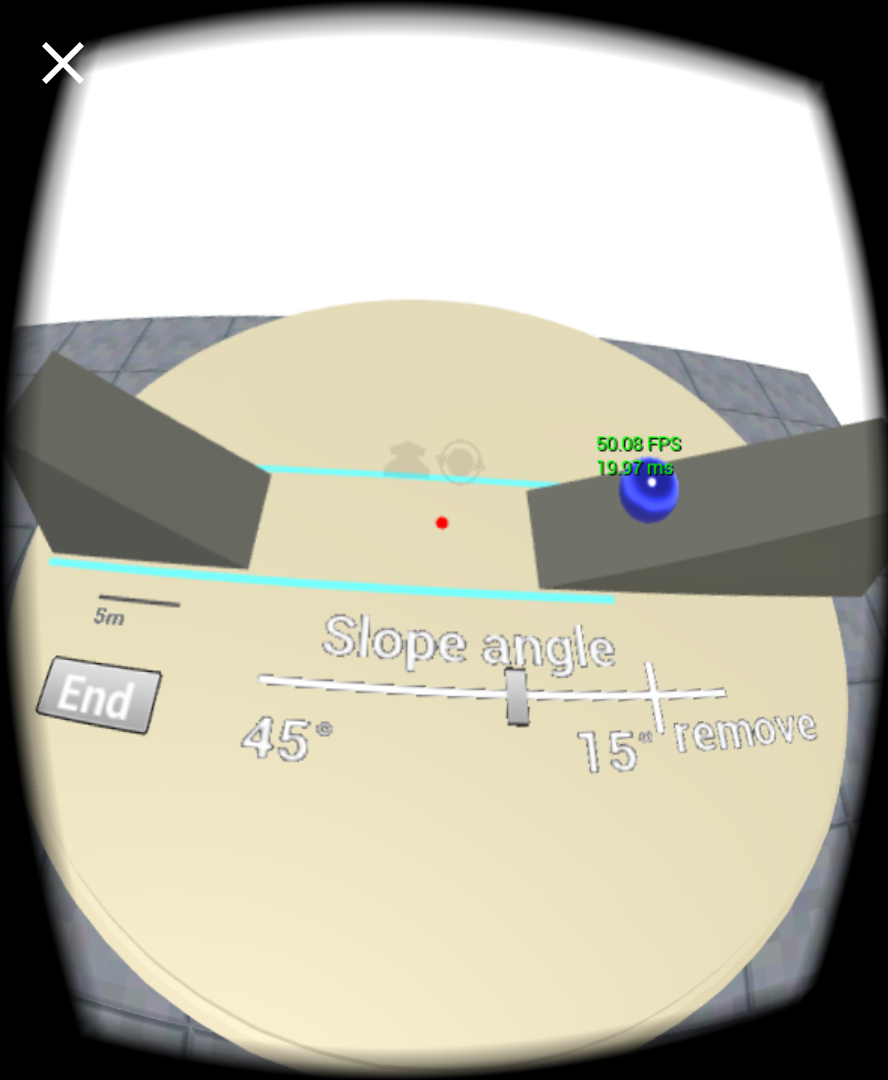 50.08 FPS
19.97 ms
5m
Slope angle
End
45°
15° remove